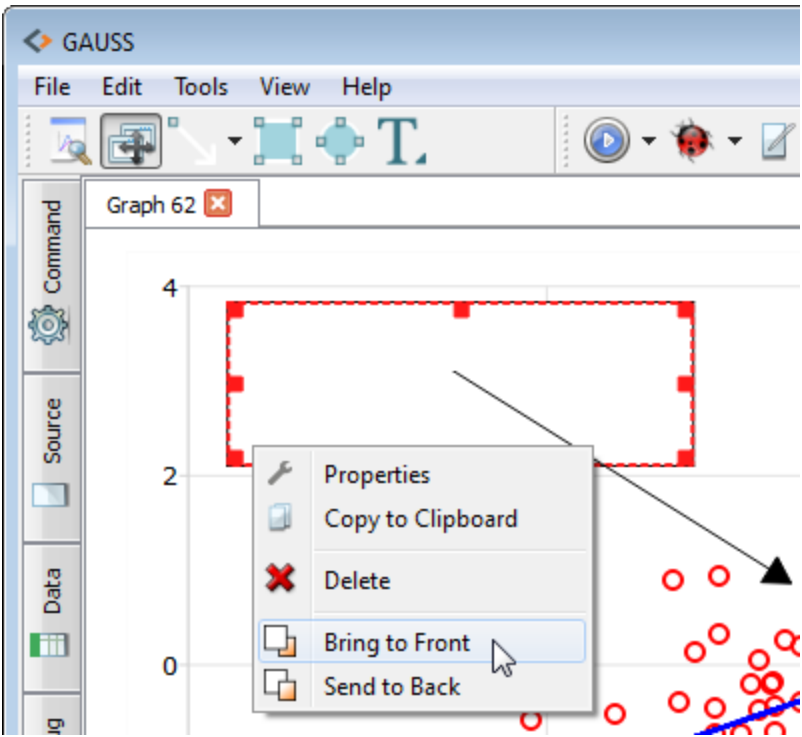 GAUSS
File Edit Tools View Help
T
Command
Graph 62
4
Source
2
Properties
Copy to Clipboard
Delete
Data
Bring to Front
0
Send to Back